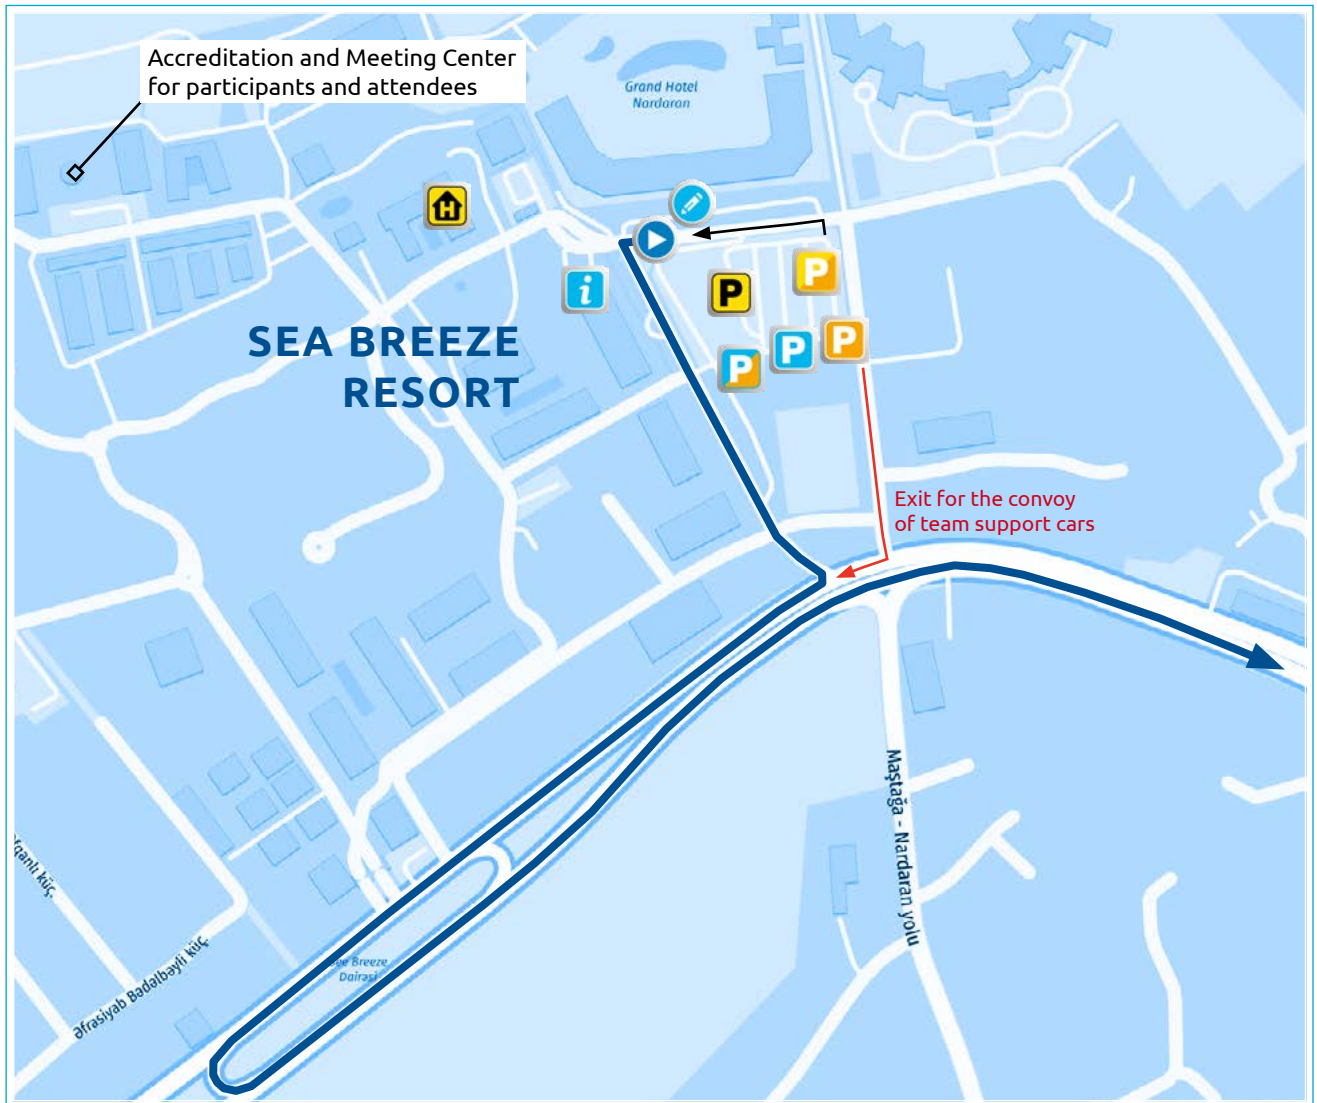 Accreditation and Meeting Center
for participants and attendees
Grand Hotel
Nardaran
H
i
P
P
P
P
P
SEA BREEZE
RESORT
Exit for the convoy
of team support cars
Maştağa - Nardaran yolu
Əfrasiyab Bədəlbəyli küç.
küç.
Breeze
Dairəsi